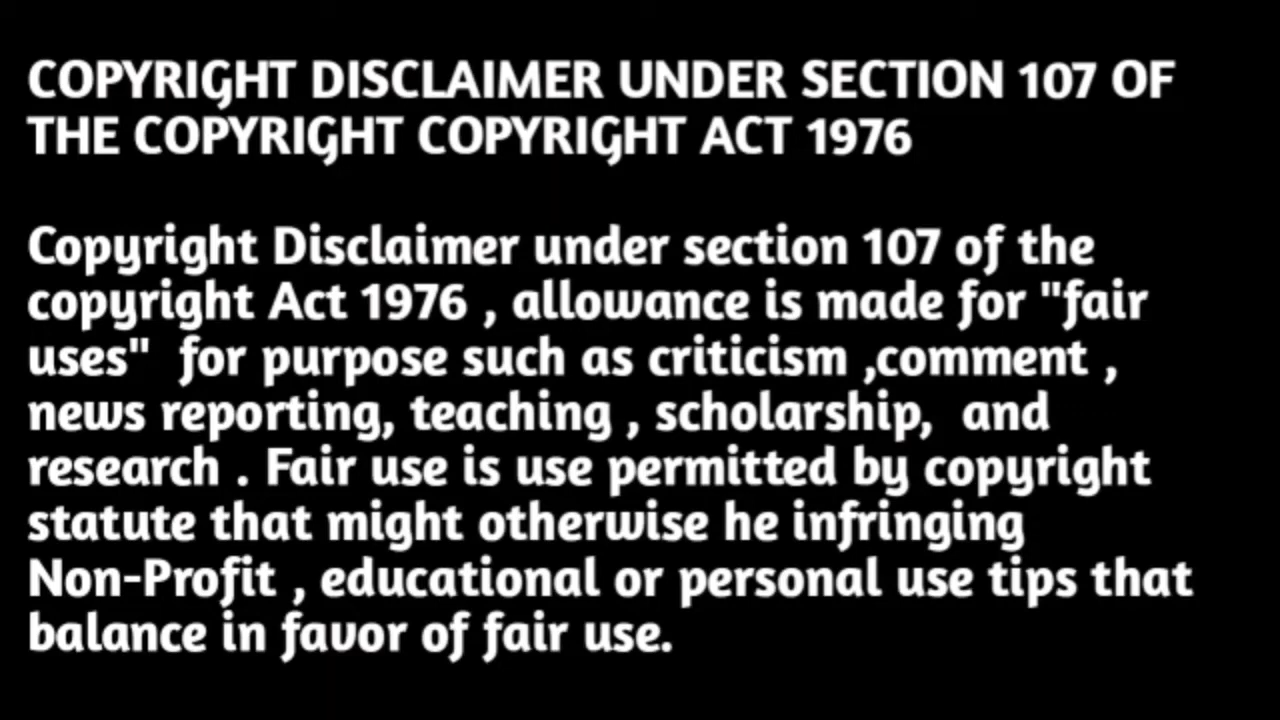 COPYRIGHT DISCLAIMER UNDER SECTION 107 OF
THE COPYRIGHT COPYRIGHT ACT 1976
Copyright Disclaimer under section 107 of the
copyright Act 1976 , allowance is made for "fair
uses"  for purpose such as criticism ,comment ,
news reporting, teaching , scholarship,  and
research . Fair use is use permitted by copyright
statute that might otherwise he infringing
Non-Profit , educational or personal use tips that
balance in favor of fair use.